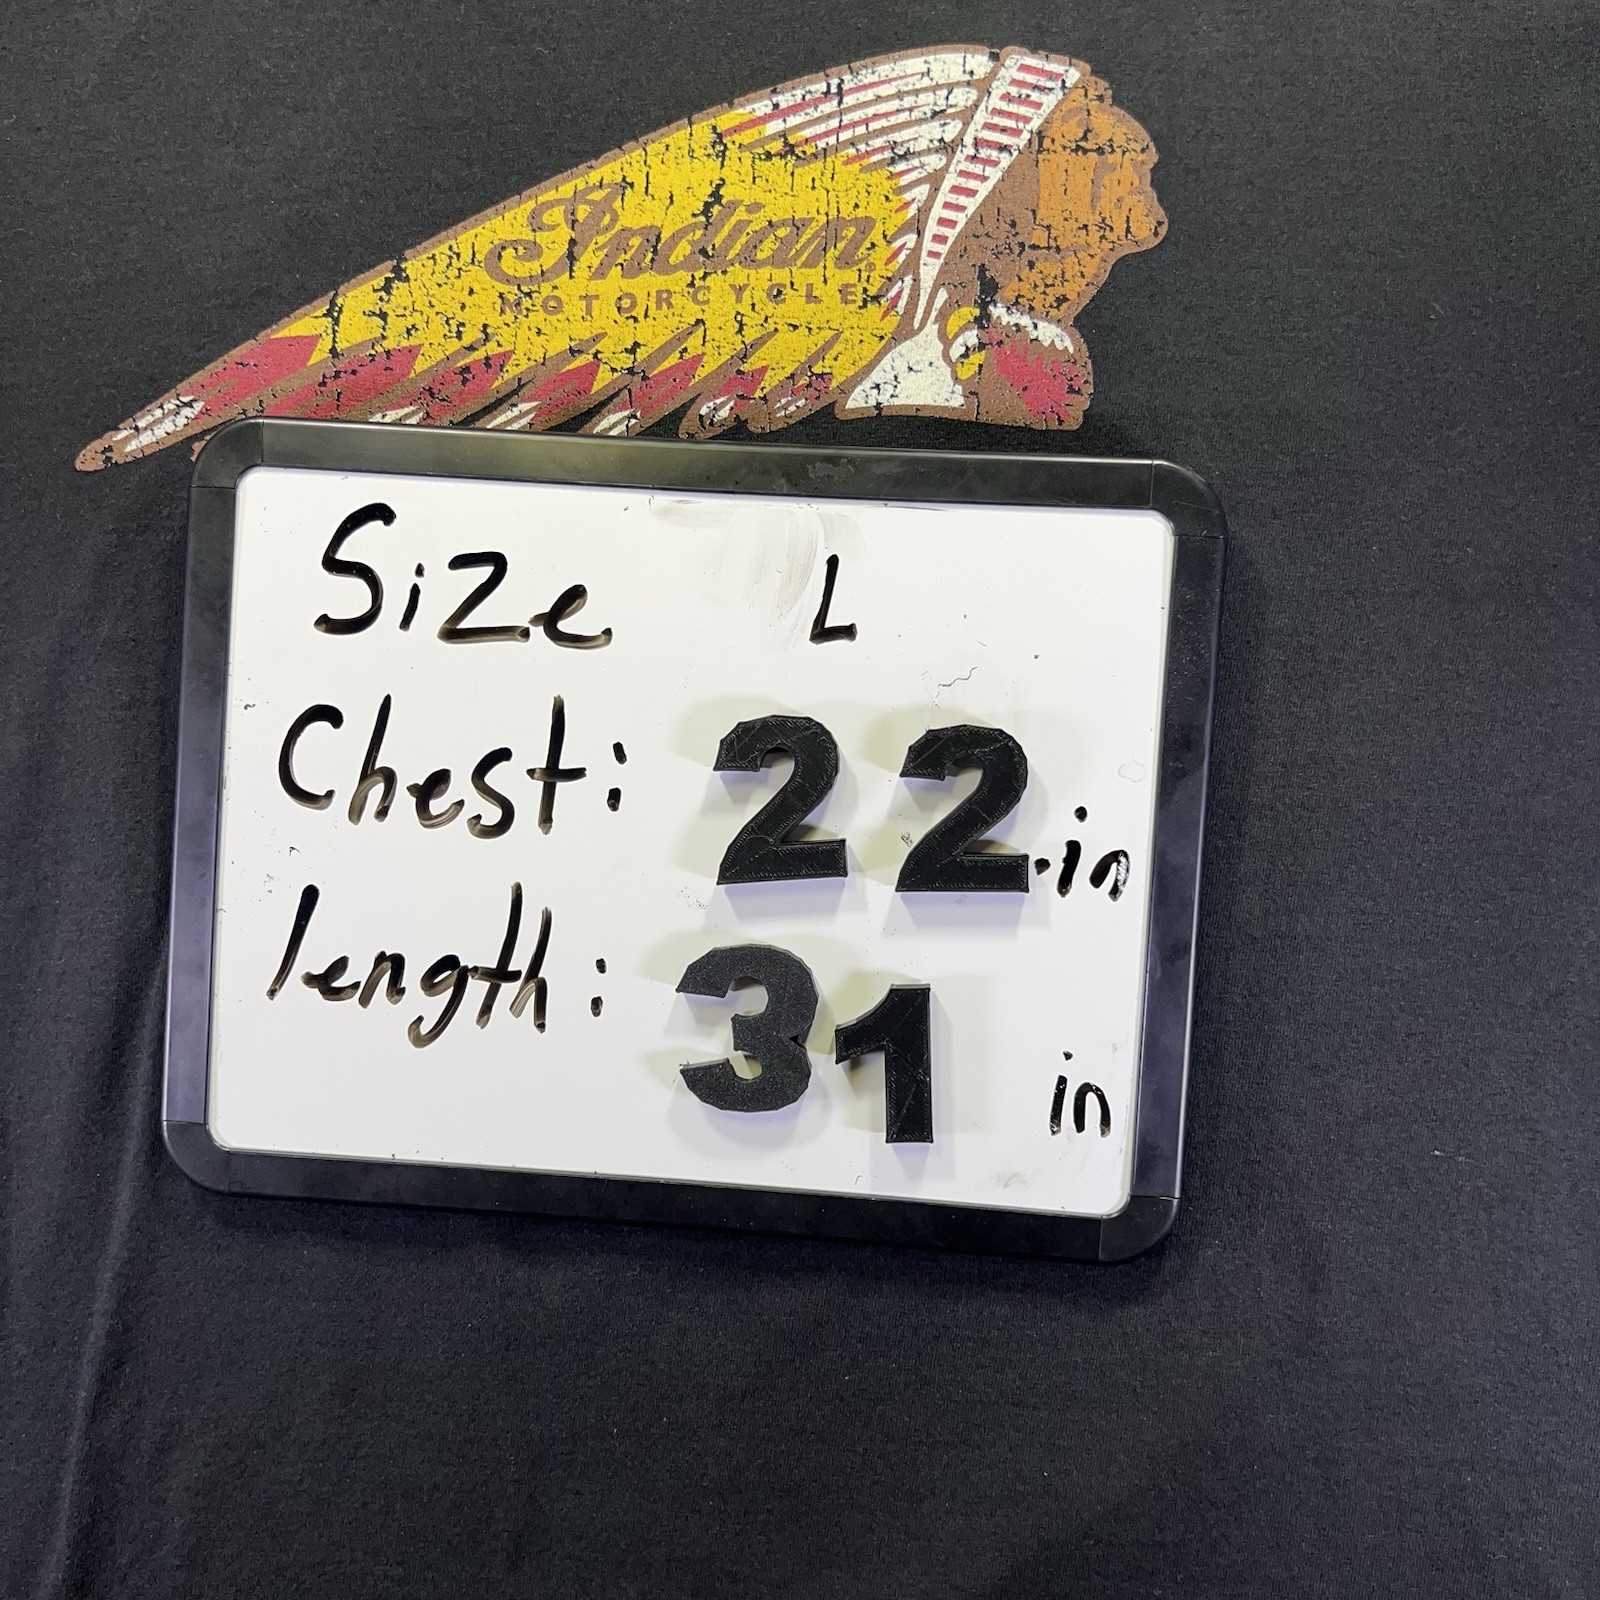 Indian
MOTORCYCLE
Size L
Chest: 22 in
length: 31 in